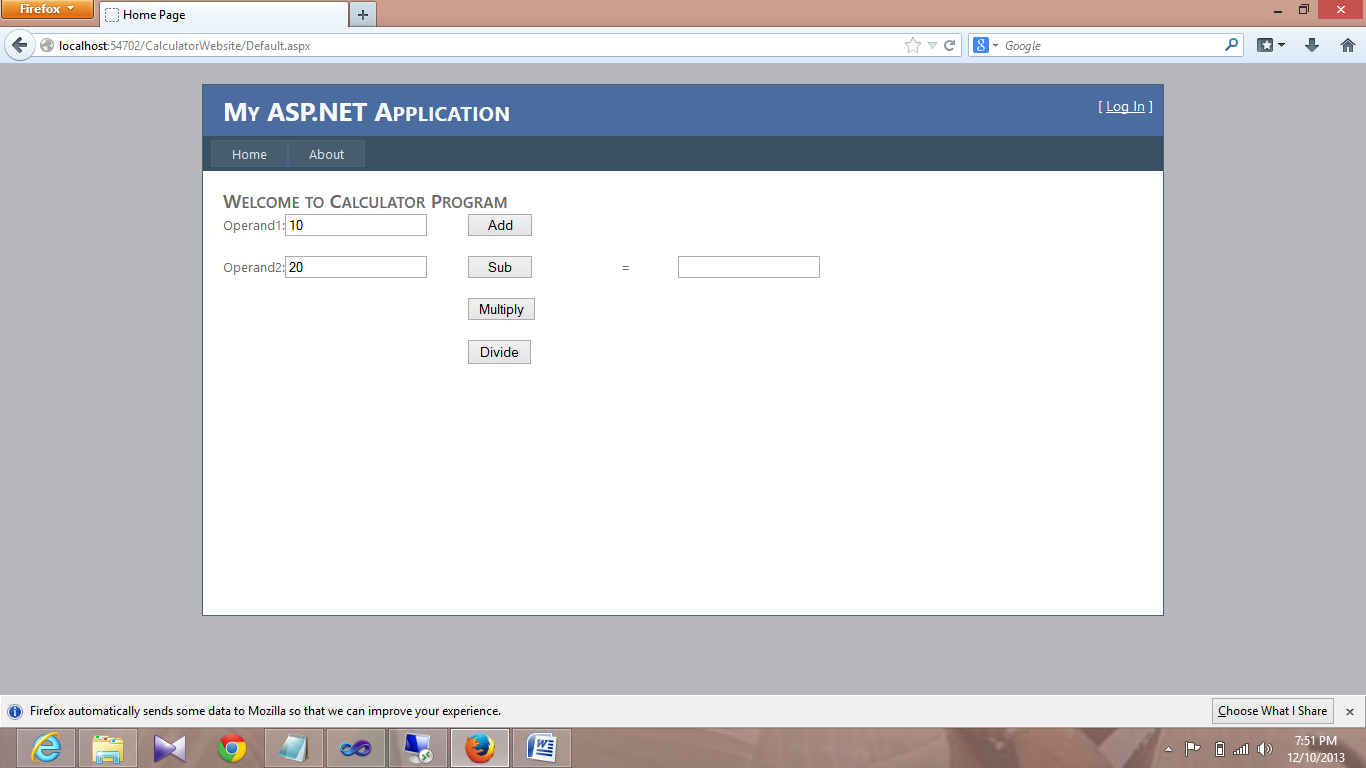 Firefox
Home Page
localhost:54702/CalculatorWebsite/Default.aspx
Google
My ASP.NET Application
[ Log In ]
Home
About
Welcome to Calculator Program
Operand1: 10
Add
Operand2: 20
Sub
=
Multiply
Divide
Firefox automatically sends some data to Mozilla so that we can improve your experience.
Choose What I Share
7:51 PM
12/10/2013